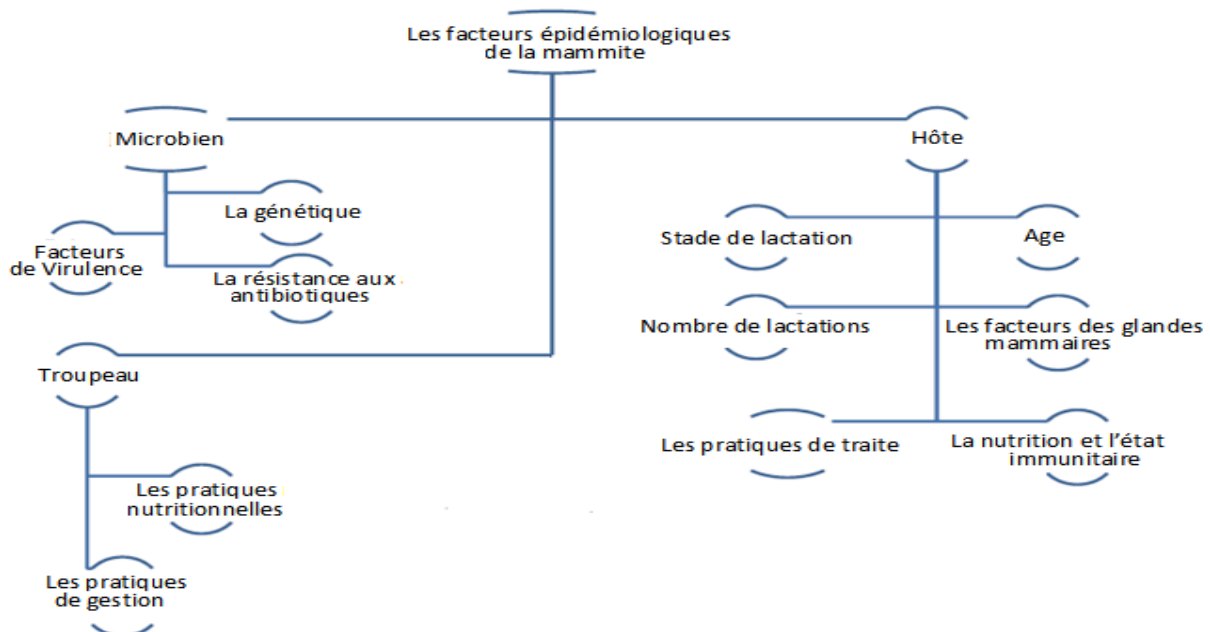 Les facteurs épidémiologiques
de la mammite
Microbien
Hôte
La génétique
Facteurs
de Virulence
La résistance aux
antibiotiques
Stade de lactation
Age
Nombre de lactations
Les facteurs des glandes
mammaires
Troupeau
Les pratiques de traite
La nutrition et l'état
immunitaire
Les pratiques
nutritionnelles
Les pratiques
de gestion